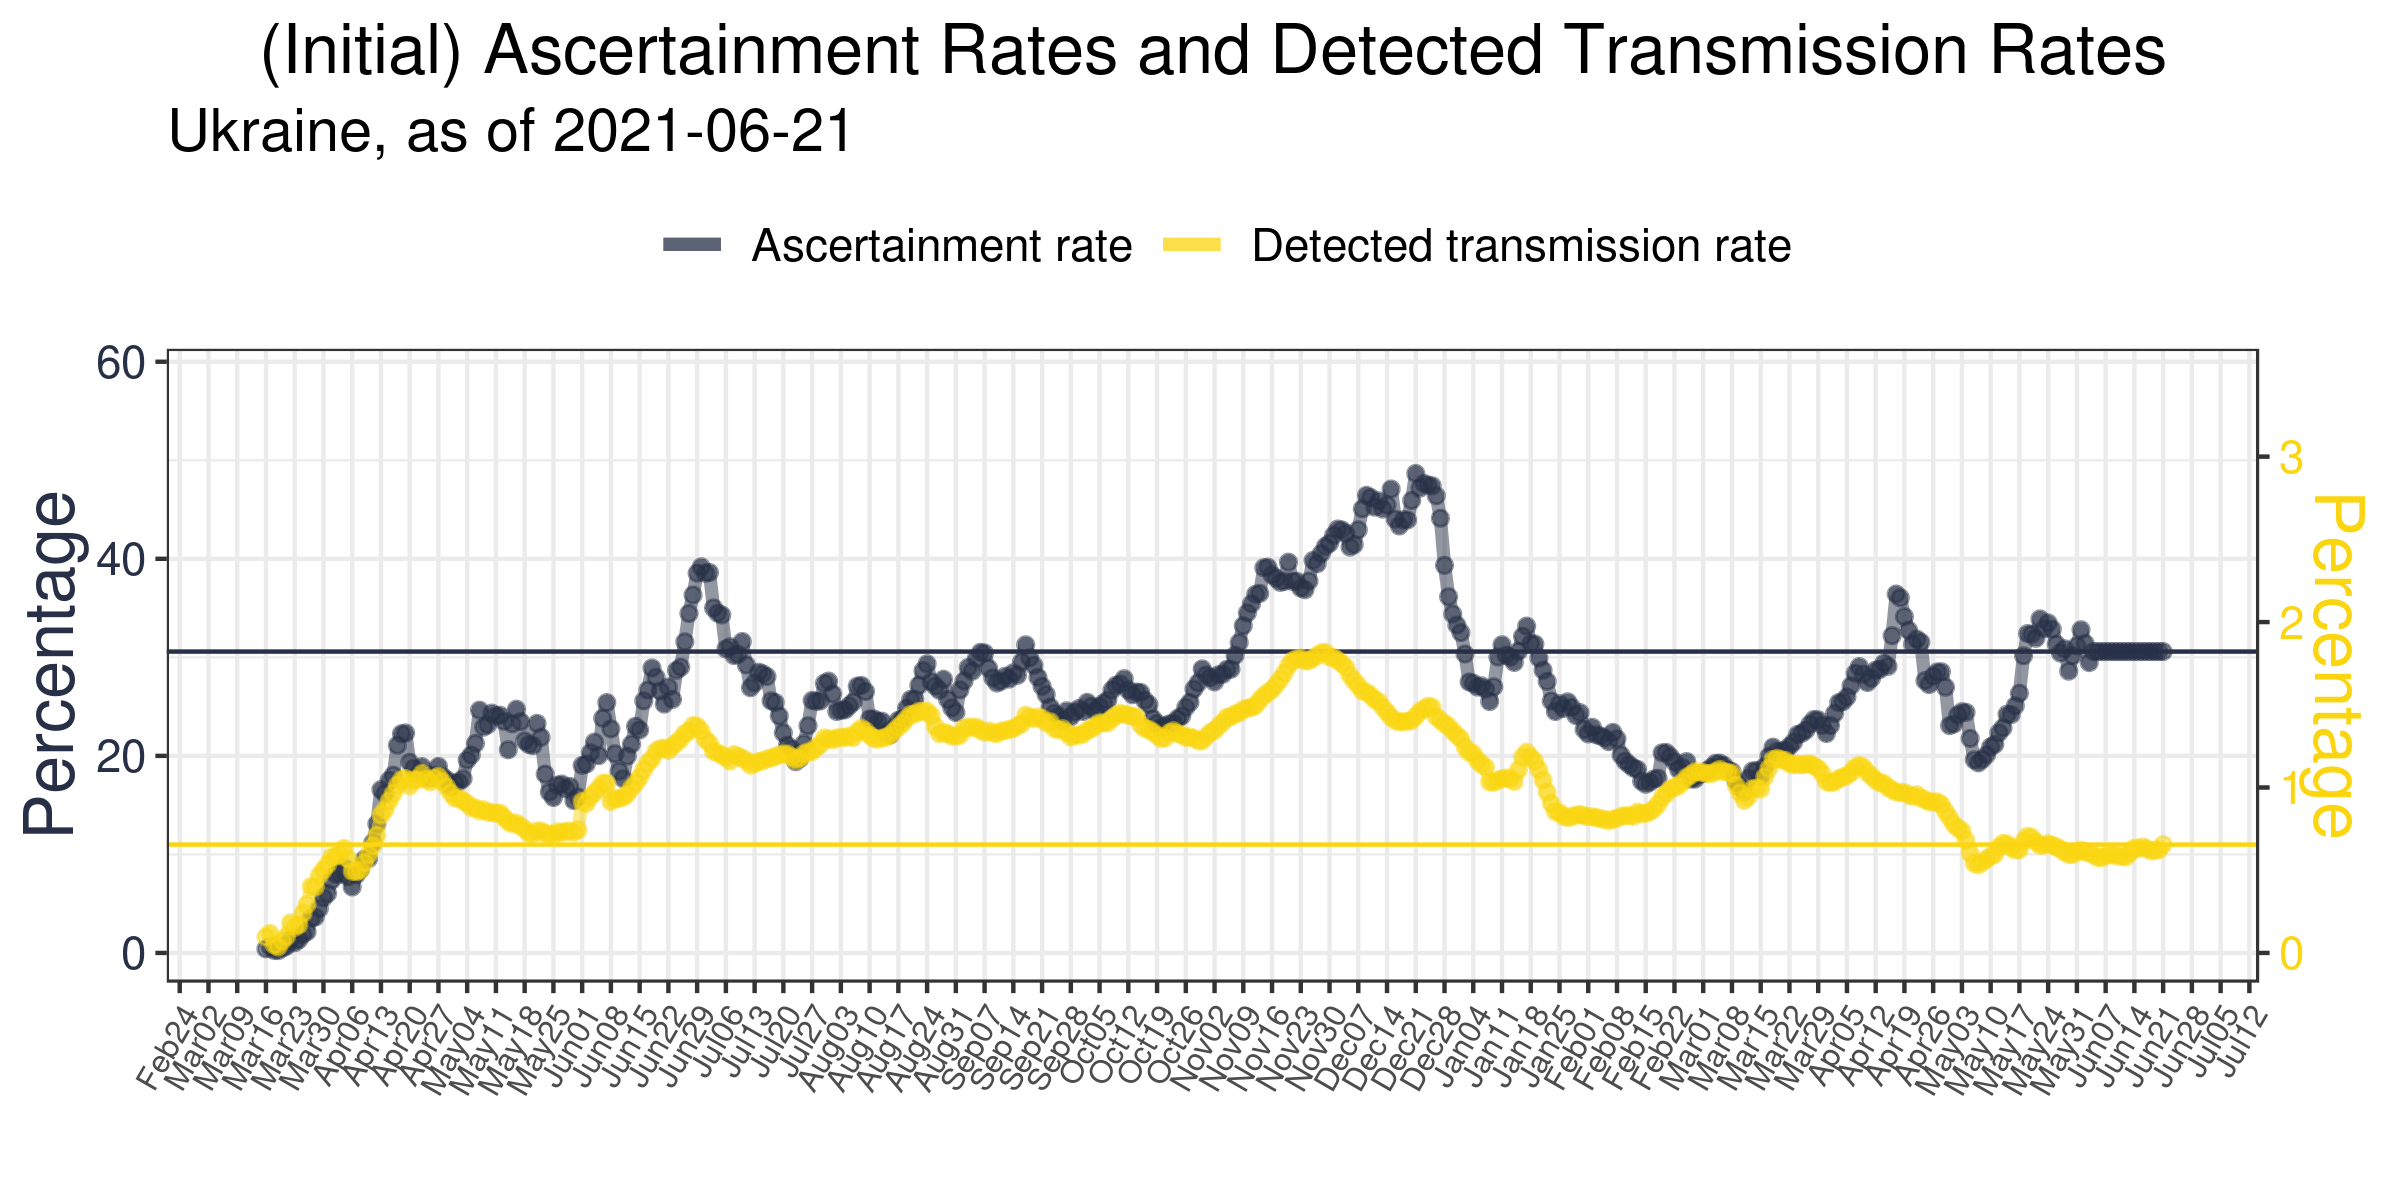 (Initial) Ascertainment Rates and Detected Transmission Rates
Ukraine, as of 2021-06-21
Ascertainment rate
Detected transmission rate
Percentage
60
40
20
0
3
2
1
0
Percentage
Feb24
Mar02
Mar09
Mar16
Mar23
Mar30
Apr06
Apr13
Apr20
Apr27
May04
May11
May18
May25
Jun01
Jun08
Jun15
Jun22
Jun29
Jul06
Jul13
Jul20
Jul27
Aug03
Aug10
Aug17
Aug24
Aug31
Sep07
Sep14
Sep21
Sep28
Oct05
Oct12
Oct19
Oct26
Nov02
Nov09
Nov16
Nov23
Nov30
Dec07
Dec14
Dec21
Dec28
Jan04
Jan11
Jan18
Jan25
Feb01
Feb08
Feb15
Feb22
Mar01
Mar08
Mar15
Mar22
Mar29
Apr05
Apr12
Apr19
Apr26
May03
May10
May17
May24
May31
Jun07
Jun14
Jun21
Jun28
Jul05
Jul12